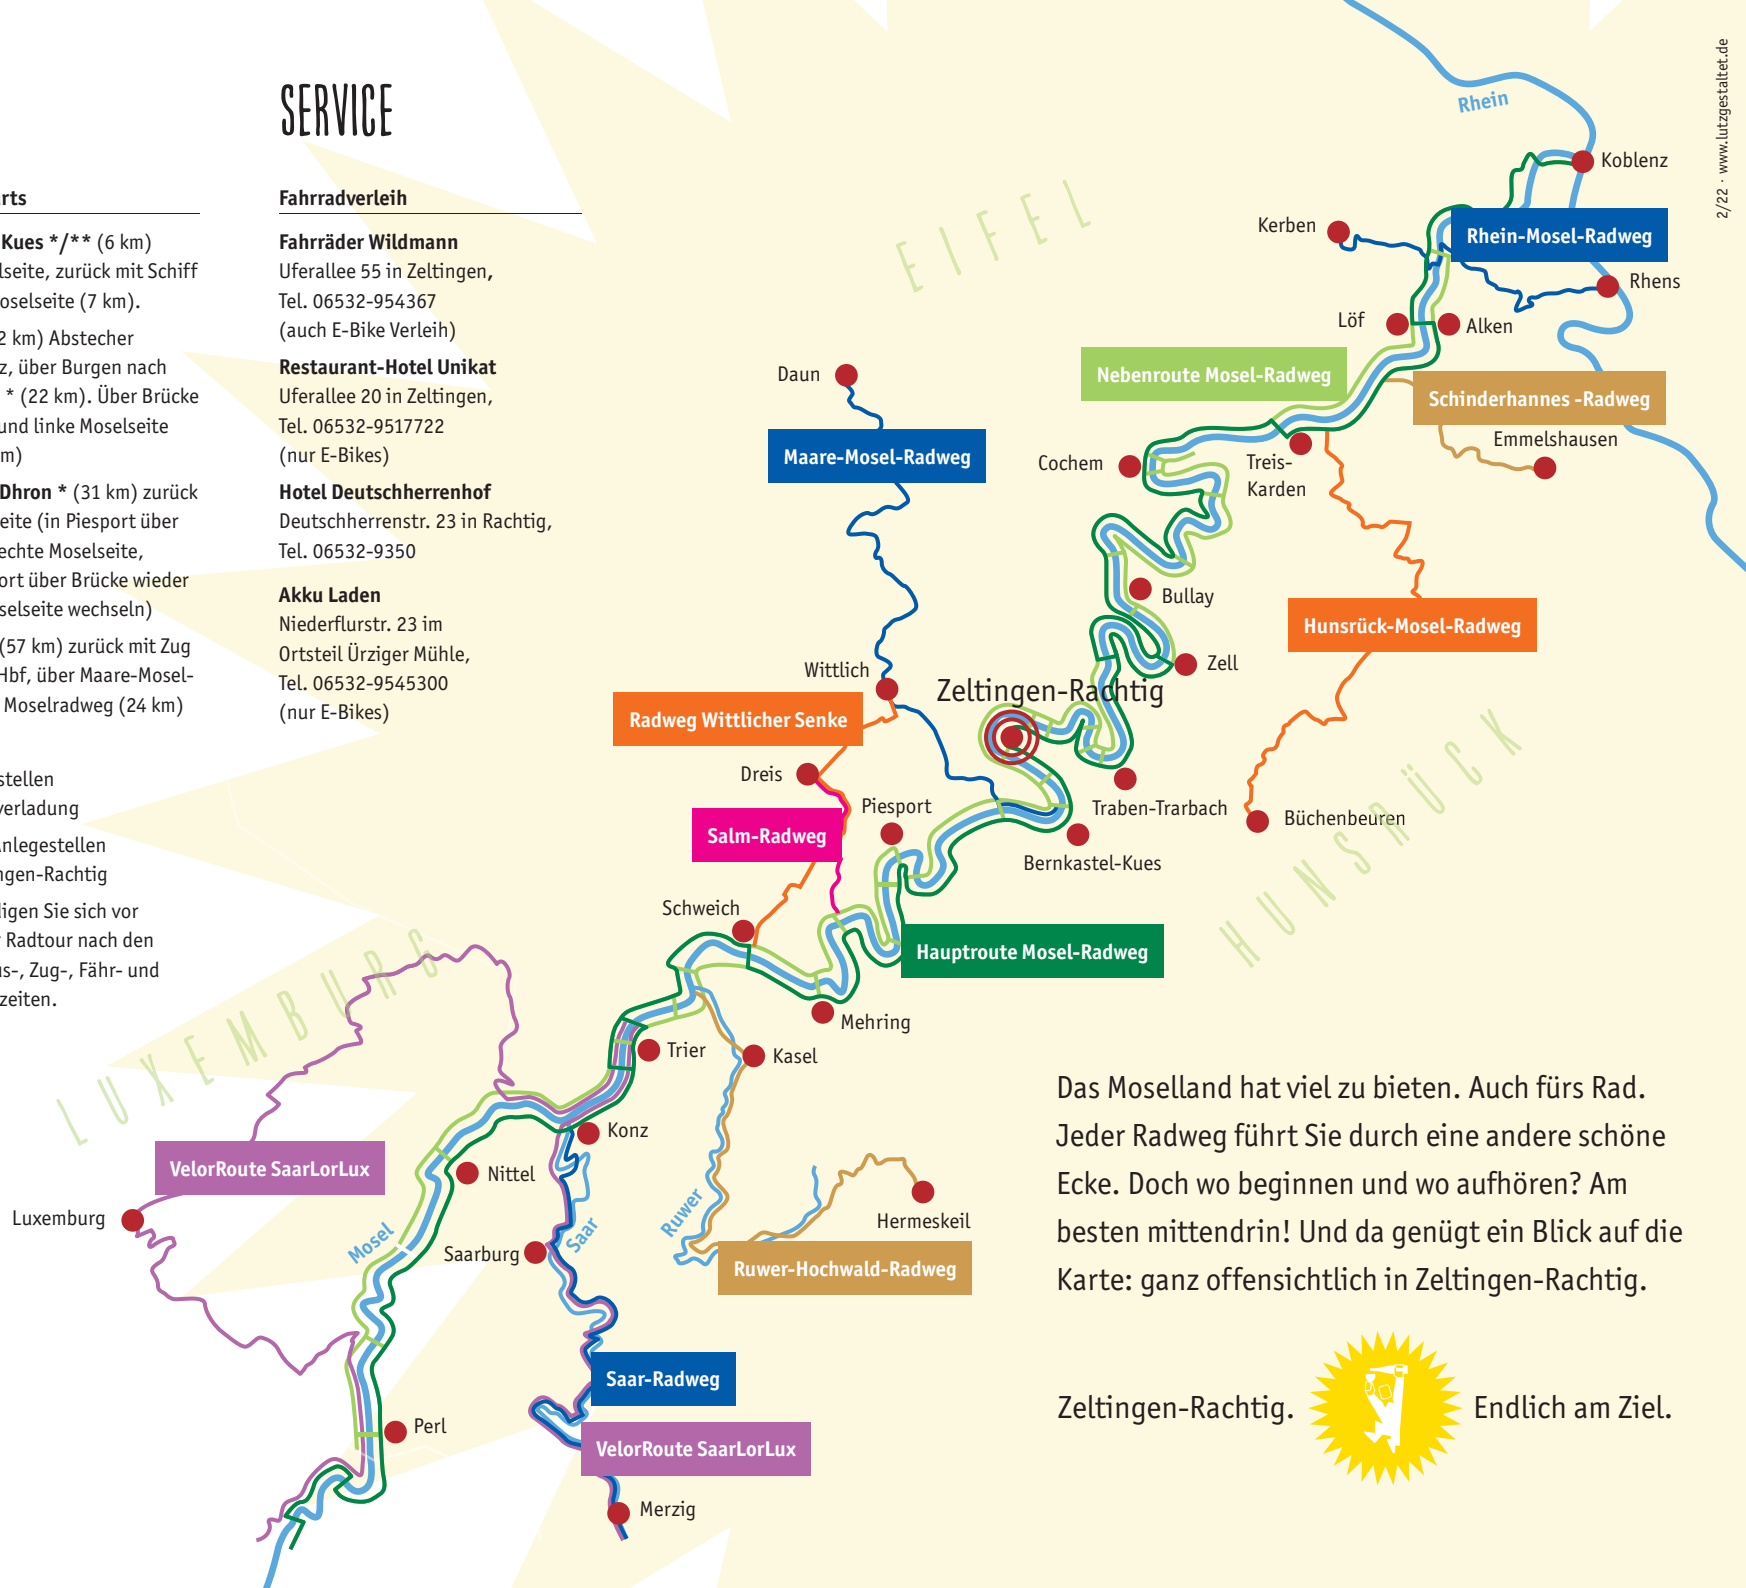 SERVICE
rts
Kues */** (6 km)
lseite, zurück mit Schiff
oselseite (7 km).
2 km) Abstecher
z, über Burgen nach
* (22 km). Über Brücke
und linke Moselseite
m)
Dhron * (31 km) zurück
eite (in Piesport über
echte Moselseite,
ort über Brücke wieder
selseite wechseln)
(57 km) zurück mit Zug
Hbf, über Maare-Mosel-
Moselradweg (24 km)
stellen
verladung
Anlegestellen
ngen-Rachtig
digen Sie sich vor
r Radtour nach den
us-, Zug-, Fähr- und
zeiten.
Fahrradverleih
Fahrräder Wildmann
Uferallee 55 in Zeltingen,
Tel. 06532-954367
(auch E-Bike Verleih)
Restaurant-Hotel Unikat
Uferallee 20 in Zeltingen,
Tel. 06532-9517722
(nur E-Bikes)
Hotel Deutschherrenhof
Deutschherrenstr. 23 in Rachtig,
Tel. 06532-9350
Akku Laden
Niederflurstr. 23 im
Ortsteil Ürziger Mühle,
Tel. 06532-9545300
(nur E-Bikes)
2/22 · www.lutzgestaltet.de
Rhein
Koblenz
Kerben
Rhein-Mosel-Radweg
Rhens
EIFEL
Löf
Alken
Daun
Nebenroute Mosel-Radweg
Schinderhannes -Radweg
Emmelshausen
Maare-Mosel-Radweg
Cochem
Treis-
Karden
Bullay
Hunsrück-Mosel-Radweg
Zell
Wittlich
Zeltingen-Rachtig
Radweg Wittlicher Senke
Dreis
Piesport
Traben-Trarbach
Büchenbeuren
HUNSRÜCK
Salm-Radweg
Bernkastel-Kues
Schweich
Hauptroute Mosel-Radweg
LUXEMBURG
Mehring
Trier
Kasel
Konz
VelorRoute SaarLorLux
Nittel
Luxemburg
Mosel
Saarburg
Saar
Ruwer
Hermeskeil
Ruwer-Hochwald-Radweg
Saar-Radweg
Perl
VelorRoute SaarLorLux
Merzig
Das Moselland hat viel zu bieten. Auch fürs Rad.
Jeder Radweg führt Sie durch eine andere schöne
Ecke. Doch wo beginnen und wo aufhören? Am
besten mittendrin! Und da genügt ein Blick auf die
Karte: ganz offensichtlich in Zeltingen-Rachtig.
Zeltingen-Rachtig. Endlich am Ziel.